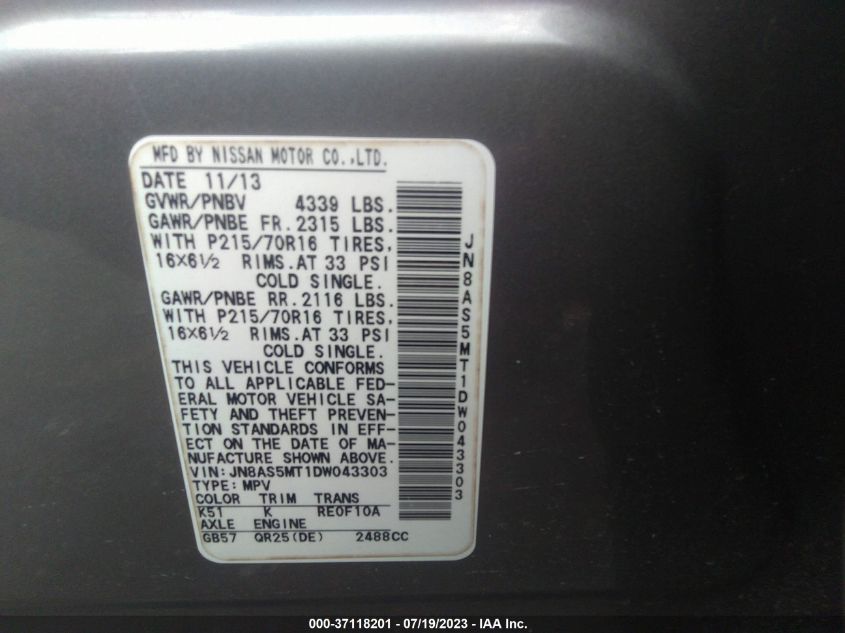 MFD BY NISSAN MOTOR CO.,LTD.
DATE 11/13
GVWR/PNBV 4339 LBS.
GAWR/PNBE FR. 2315 LBS.
WITH P215/70R16 TIRES,
16X6½ RIMS.AT 33 PSI
COLD SINGLE.
GAWR/PNBE RR. 2116 LBS.
WITH P215/70R16 TIRES,
16X6½ RIMS.AT 33 PSI
COLD SINGLE.
THIS VEHICLE CONFORMS
TO ALL APPLICABLE FED-
ERAL MOTOR VEHICLE SA-
FETY AND THEFT PREVEN-
TION STANDARDS IN EFF-
ECT ON THE DATE OF MA-
NUFACTURE SHOWN ABOVE.
VIN:JN8AS5MT1DW043303
TYPE: MPV
COLOR TRIM TRANS
K51 K RE0F10A
AXLE ENGINE
GB57 QR25(DE) 2488CC
JN8AS5MT1DW043303
000-37118201 - 07/19/2023 - IAA Inc.